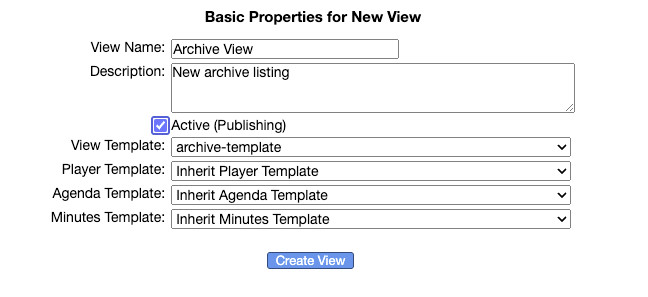 Basic Properties for New View
View Name: Archive View
Description: New archive listing
Active (Publishing)
View Template: archive-template
Player Template: Inherit Player Template
Agenda Template: Inherit Agenda Template
Minutes Template: Inherit Minutes Template
Create View